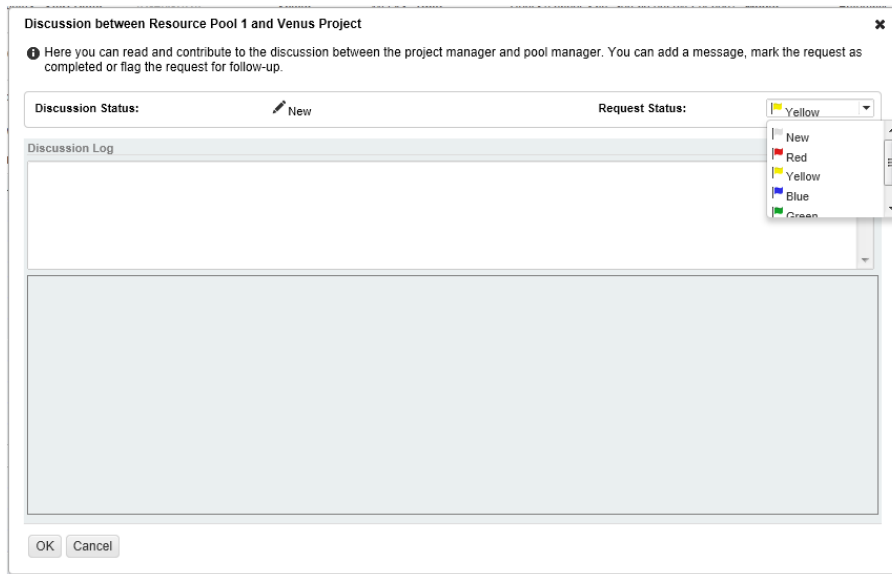 Discussion between Resource Pool 1 and Venus Project
Here you can read and contribute to the discussion between the project manager and pool manager. You can add a message, mark the request as
completed or flag the request for follow-up.
Discussion Status: New Request Status: Yellow
New
Red
Yellow
Blue
Green
Discussion Log
OK Cancel